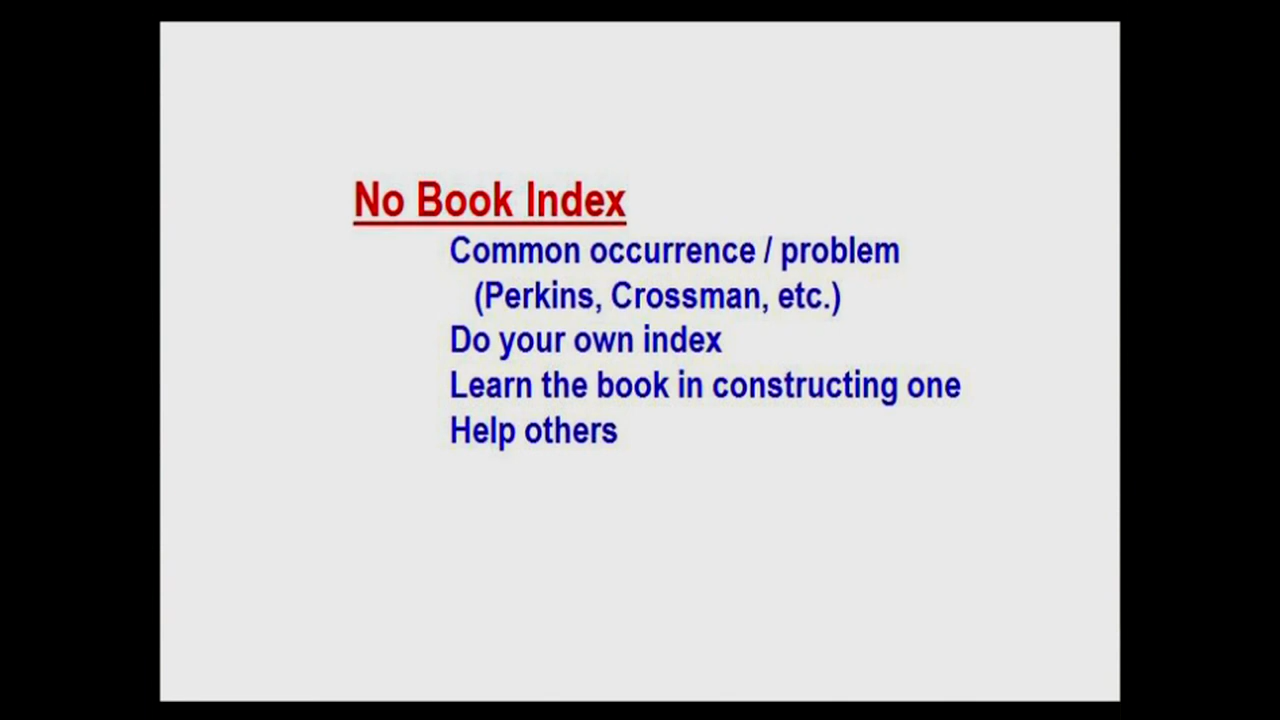 No Book Index
Common occurrence / problem
(Perkins, Crossman, etc.)
Do your own index
Learn the book in constructing one
Help others